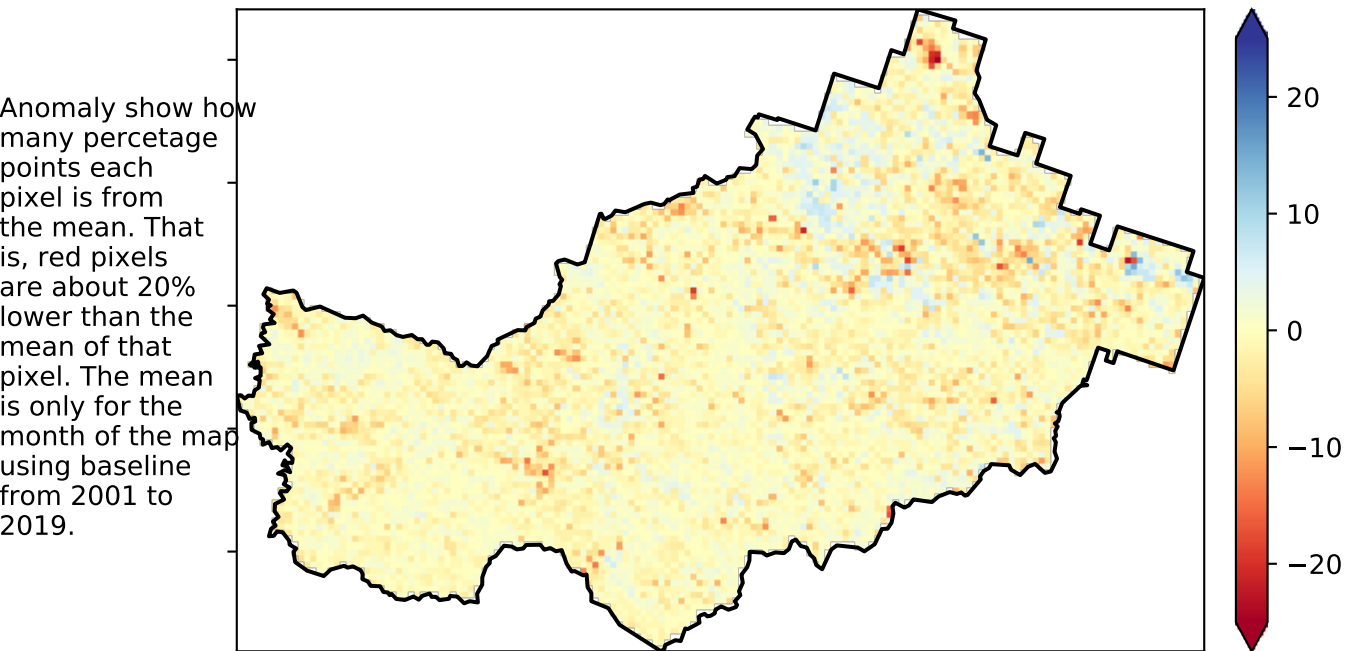 Anomaly show how
many percetage
points each
pixel is from
the mean. That
is, red pixels
are about 20%
lower than the
mean of that
pixel. The mean
is only for the
month of the map
using baseline
from 2001 to
2019.
20
10
0
−10
−20